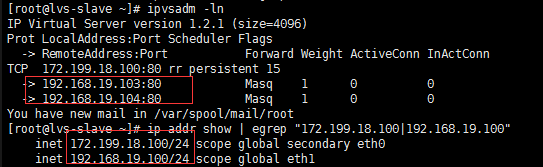 [root@lvs-slave ~]# ipvsadm -ln
IP Virtual Server version 1.2.1 (size=4096)
Prot LocalAddress:Port Scheduler Flags
  -> RemoteAddress:Port           Forward Weight ActiveConn InActConn
TCP  172.199.18.100:80 rr persistent 15
  -> 192.168.19.103:80            Masq    1      0          0
  -> 192.168.19.104:80            Masq    1      0          0
You have new mail in /var/spool/mail/root
[root@lvs-slave ~]# ip addr show | egrep "172.199.18.100|192.168.19.100"
    inet 172.199.18.100/24 scope global secondary eth0
    inet 192.168.19.100/24 scope global eth1